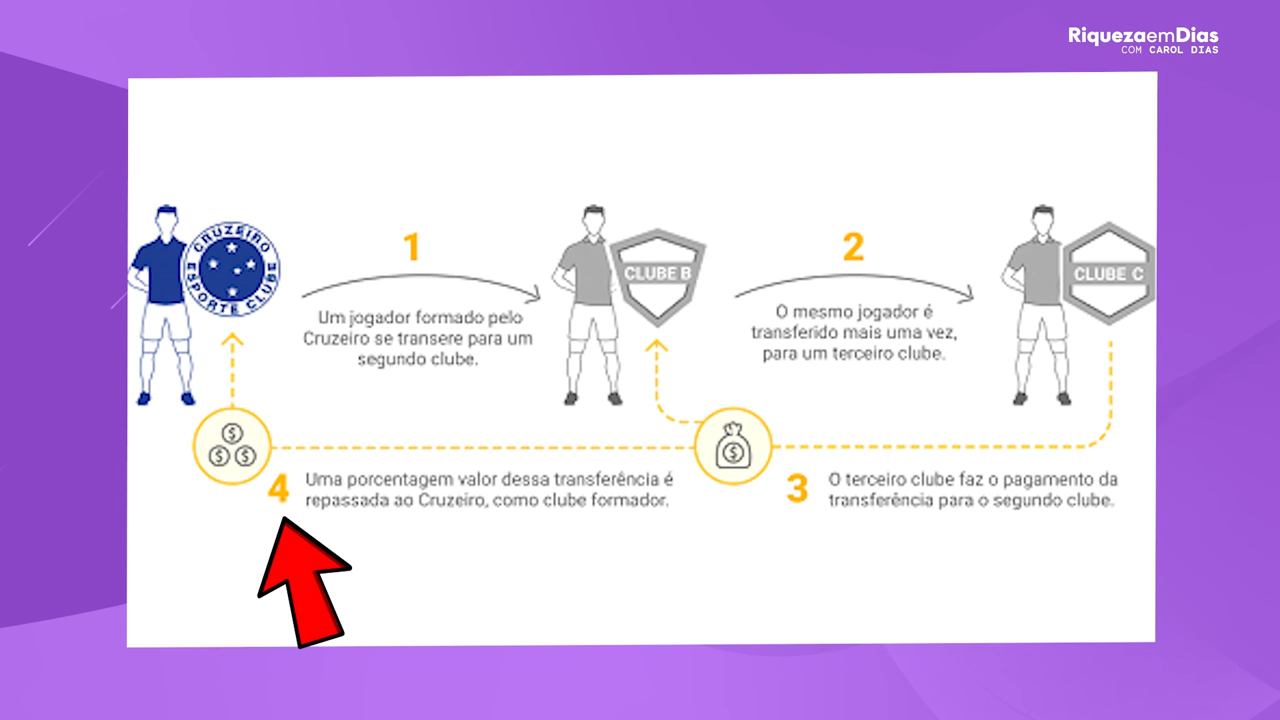 RiquezaemDias
COM CAROL DIAS
CRUZEIRO
ESPORTE CLUBE
1
Um jogador formado pelo
Cruzeiro se transere para um
segundo clube.
CLUBE B
2
O mesmo jogador é
transferido mais uma vez,
para um terceiro clube.
CLUBE C
4
Uma porcentagem valor dessa transferência é
repassada ao Cruzeiro, como clube formador.
3
O terceiro clube faz o pagamento da
transferência para o segundo clube.
$
$ $
$